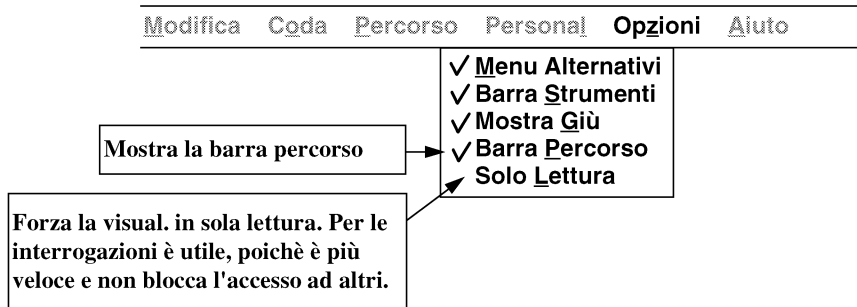 Modifica Coda Percorso Personal Opzioni Aiuto
Menu Alternativi
Barra Strumenti
Mostra Giù
Barra Percorso
Solo Lettura
Mostra la barra percorso
Forza la visual. in sola lettura. Per le
interrogazioni è utile, poichè è più
veloce e non blocca l'accesso ad altri.